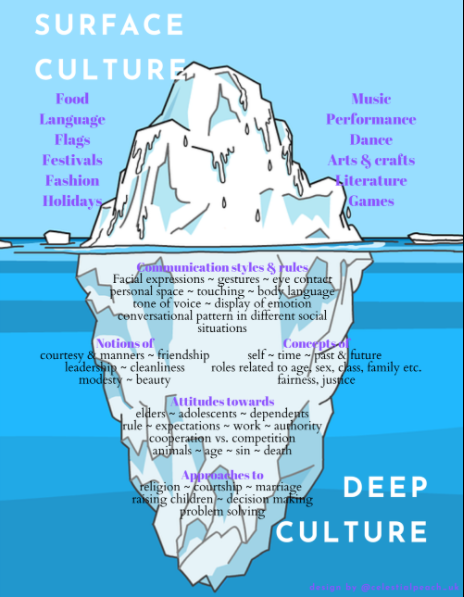 SURFACE
CULTURE
Food
Language
Flags
Festivals
Fashion
Holidays
Music
Performance
Dance
Arts & crafts
Literature
Games
Communication styles & rules
Facial expressions ~ gestures ~ eye contact
personal space ~ touching ~ body language
tone of voice ~ display of emotion
conversational pattern in different social
situations
Notions of
courtesy & manners ~ friendship
leadership ~ cleanliness
modesty ~ beauty
Concepts of
self ~ time ~ past & future
roles related to age, sex, class, family etc.
fairness, justice
Attitudes towards
elders ~ adolescents ~ dependents
rule ~ expectations ~ work ~ authority
cooperation vs. competition
animals ~ age ~ sin ~ death
Approaches to
religion ~ courtship ~ marriage
raising children ~ decision making
problem solving
DEEP
CULTURE